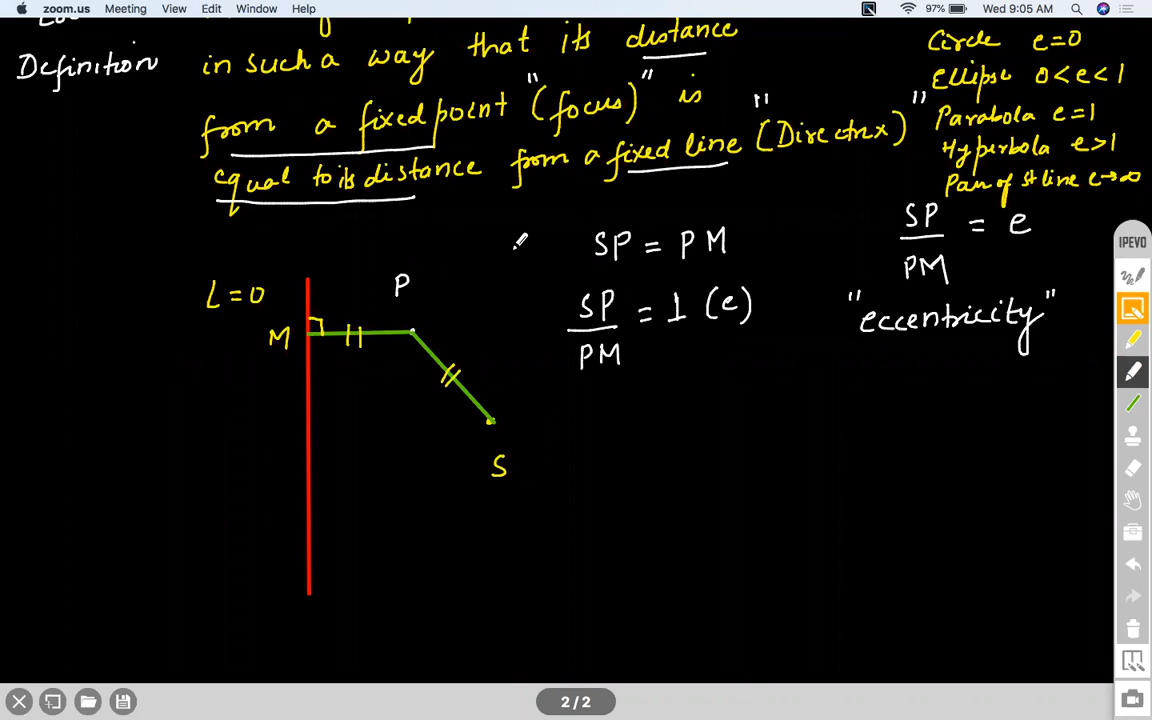 zoom.us Meeting View Edit Window Help 97% Wed 9:05 AM
Definition in such a way that its distance
from a fixed point "(focus)" is
equal to its distance from a fixed line "(Directrix)"
Circle e=0
Ellipse 0<e<1
Parabola e=1
Hyperbola e>1
Pair of st line e→∞
SP = PM
SP/PM = e
L=0
P
M
SP/PM = 1 (e)
"eccentricity"
S
IPEVO
2/2